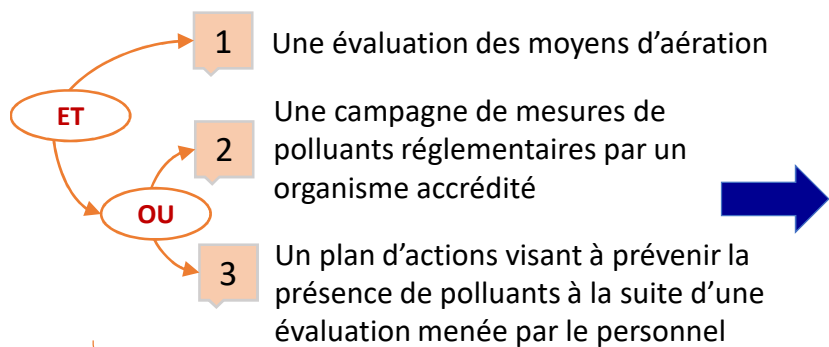 1 Une évaluation des moyens d’aération
ET
Une campagne de mesures de
2 polluants réglementaires par un
organisme accrédité
OU
Un plan d’actions visant à prévenir la
3 présence de polluants à la suite d’une
évaluation menée par le personnel